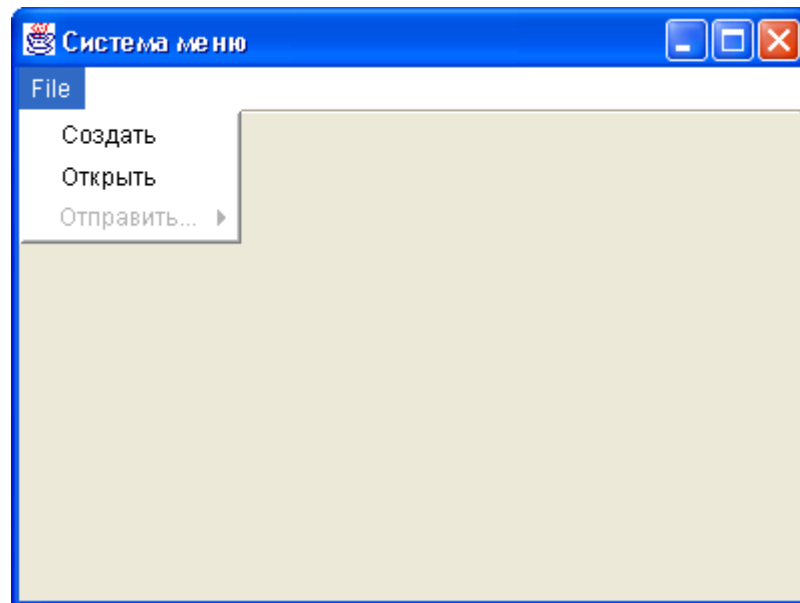 Система меню
File
Создать
Открыть
Отправить...